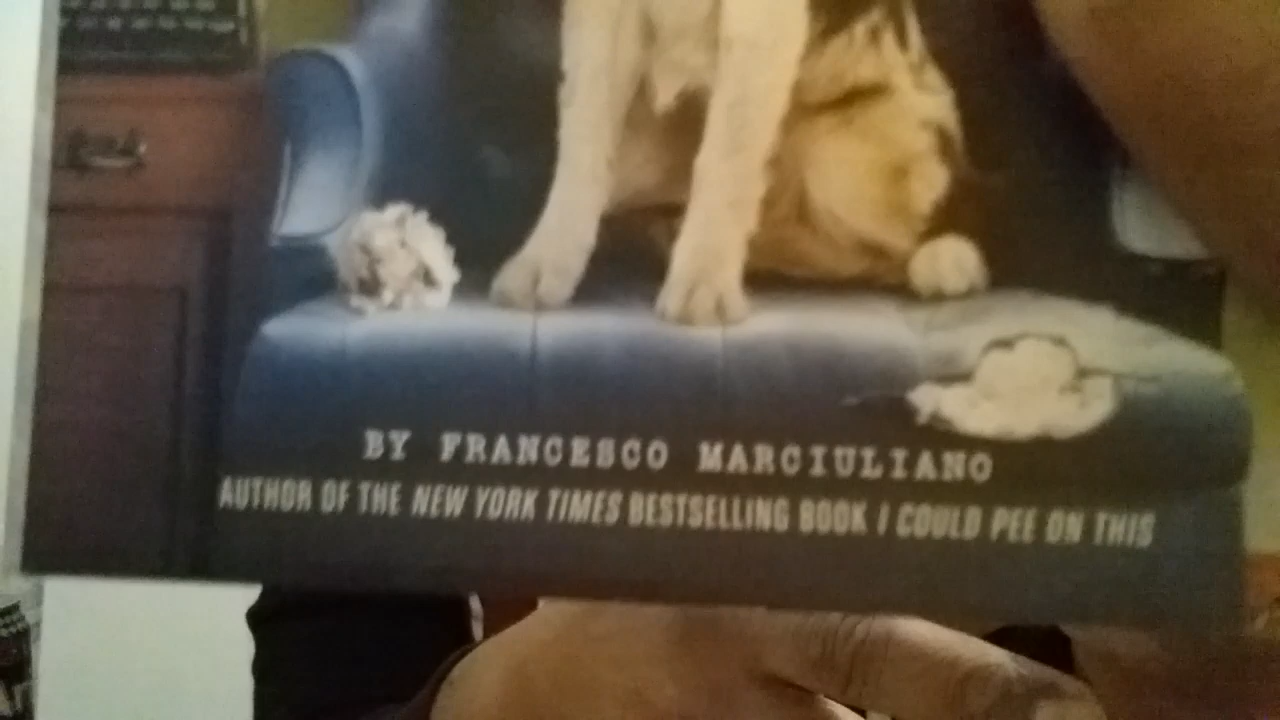 BY FRANCESCO MARCIULIANO
AUTHOR OF THE NEW YORK TIMES BESTSELLING BOOK I COULD PEE ON THIS